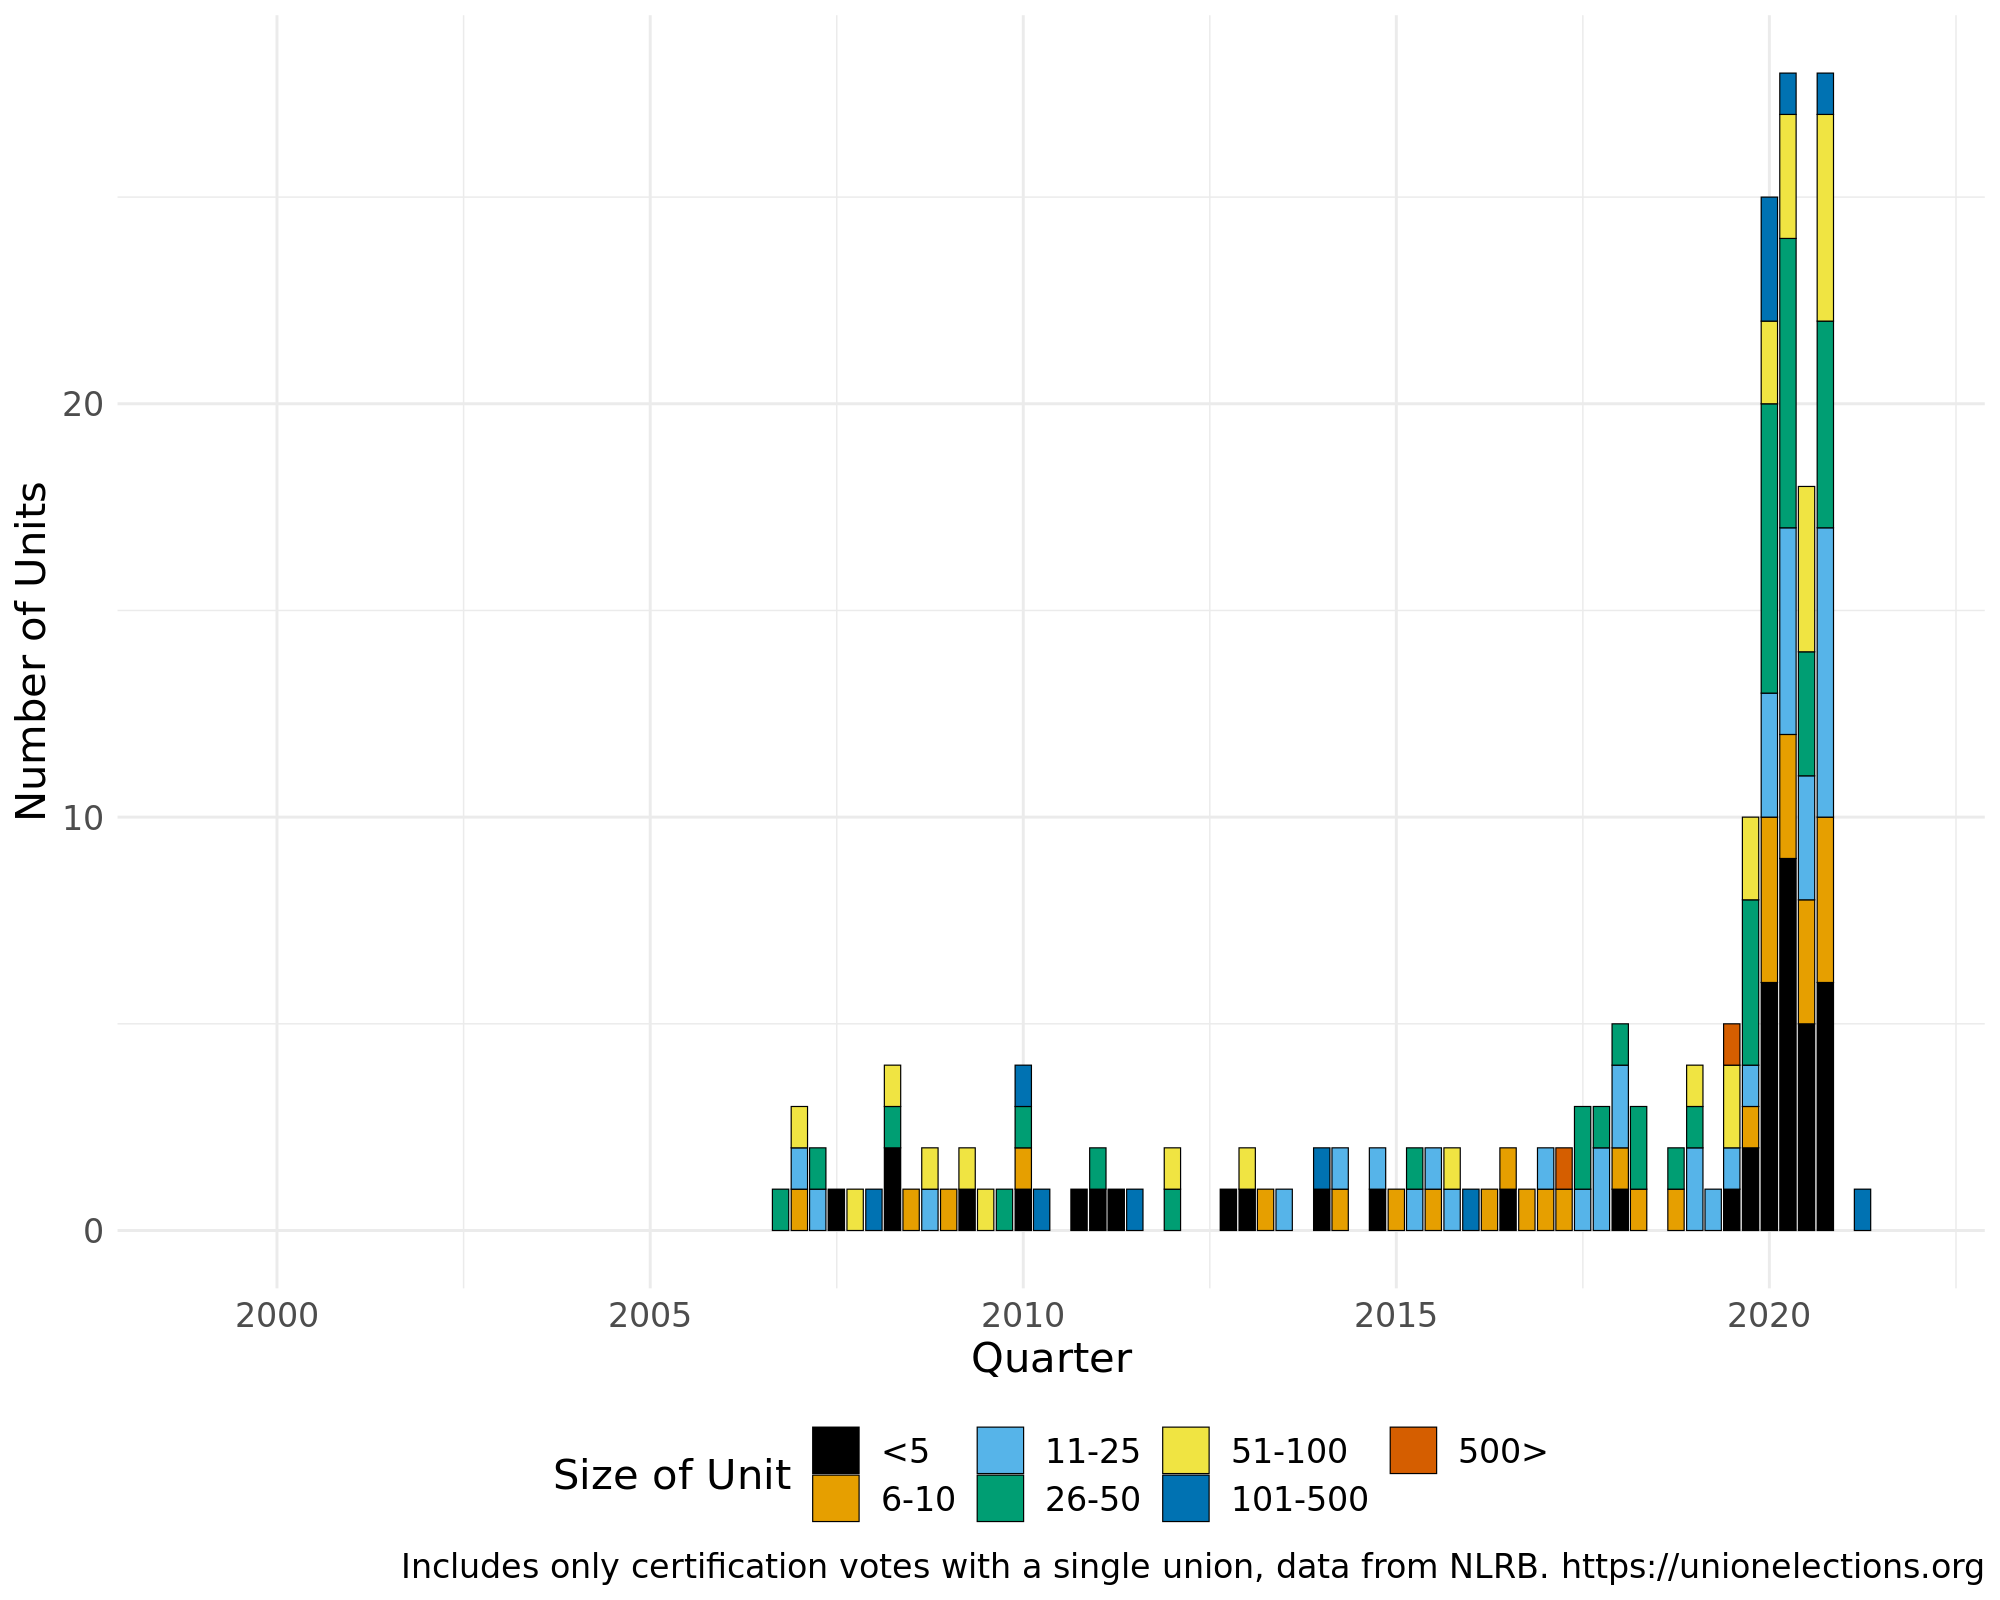 20
10
0
Number of Units
2000 2005 2010 2015 2020
Quarter
Size of Unit
<5 11-25 51-100 500>
6-10 26-50 101-500
Includes only certification votes with a single union, data from NLRB. https://unionelections.org